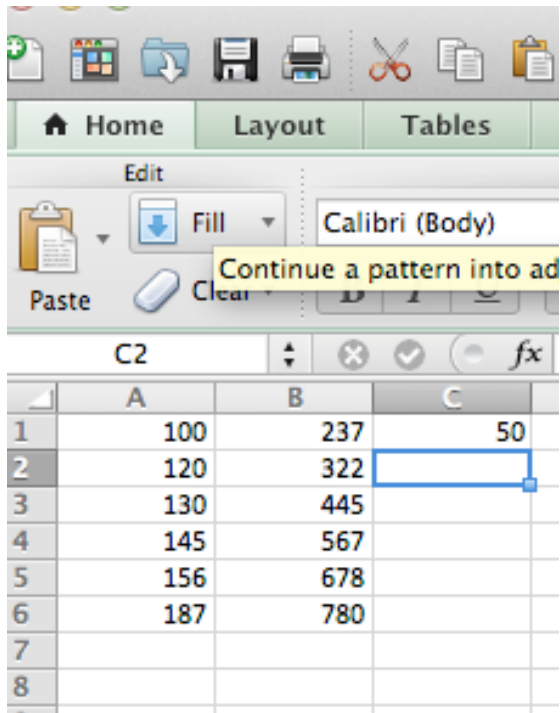 Home Layout Tables
Edit
Fill Calibri (Body)
Continue a pattern into ad
Paste Clear B I U
C2 fx
A B C
1 100 237 50
2 120 322
3 130 445
4 145 567
5 156 678
6 187 780
7
8